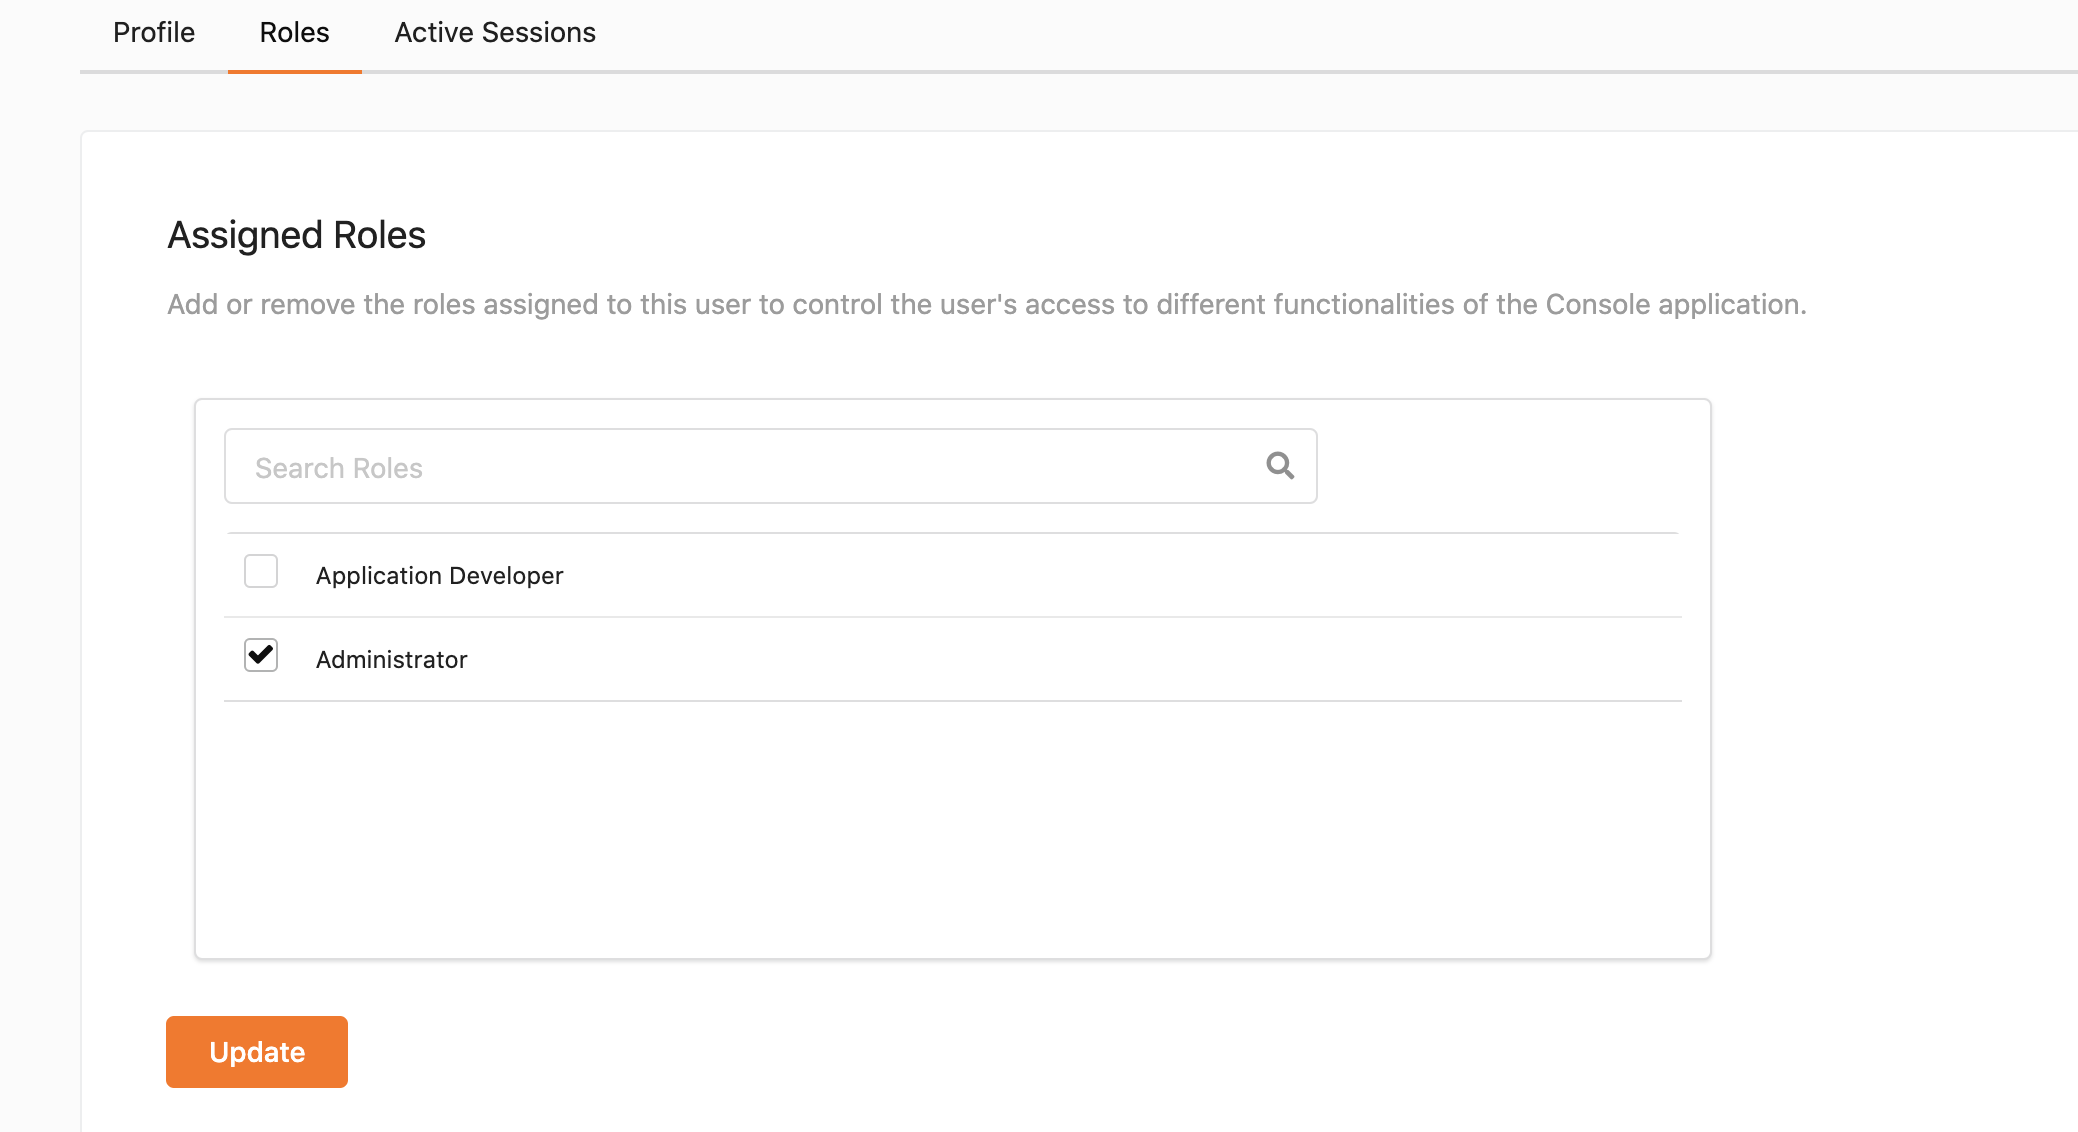 Profile Roles Active Sessions
Assigned Roles
Add or remove the roles assigned to this user to control the user's access to different functionalities of the Console application.
Search Roles
Application Developer
Administrator
Update